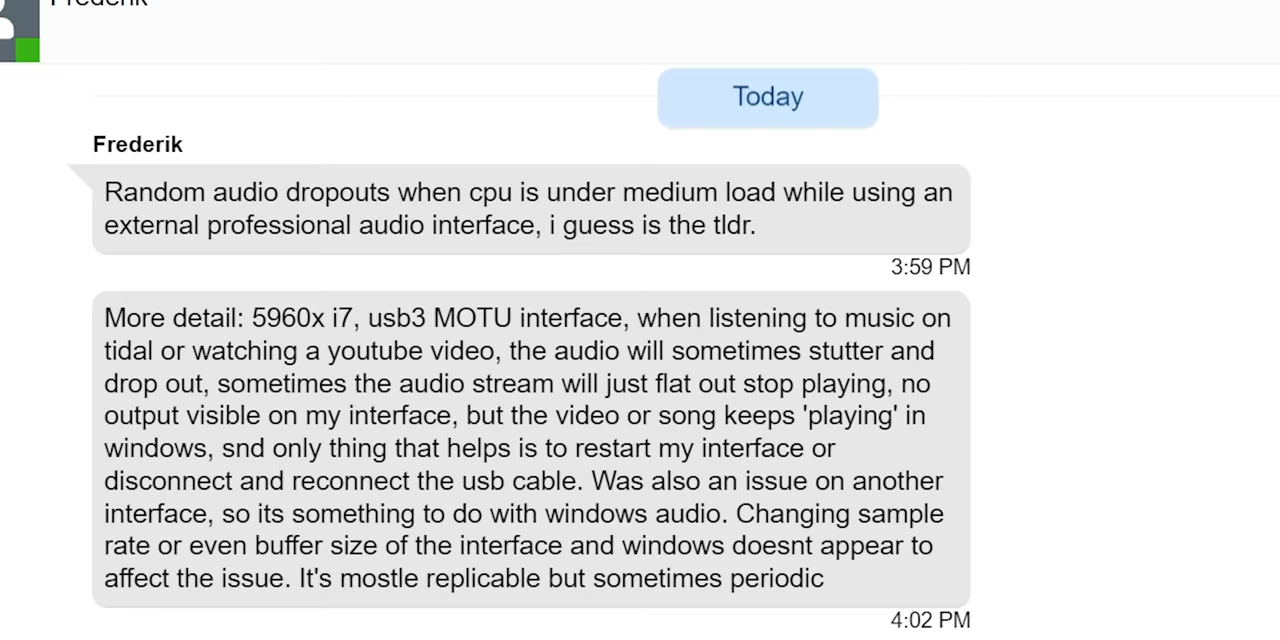 Frederik
Today
Frederik
Random audio dropouts when cpu is under medium load while using an
external professional audio interface, i guess is the tldr.
3:59 PM
More detail: 5960x i7, usb3 MOTU interface, when listening to music on
tidal or watching a youtube video, the audio will sometimes stutter and
drop out, sometimes the audio stream will just flat out stop playing, no
output visible on my interface, but the video or song keeps 'playing' in
windows, snd only thing that helps is to restart my interface or
disconnect and reconnect the usb cable. Was also an issue on another
interface, so its something to do with windows audio. Changing sample
rate or even buffer size of the interface and windows doesnt appear to
affect the issue. It's mostle replicable but sometimes periodic
4:02 PM